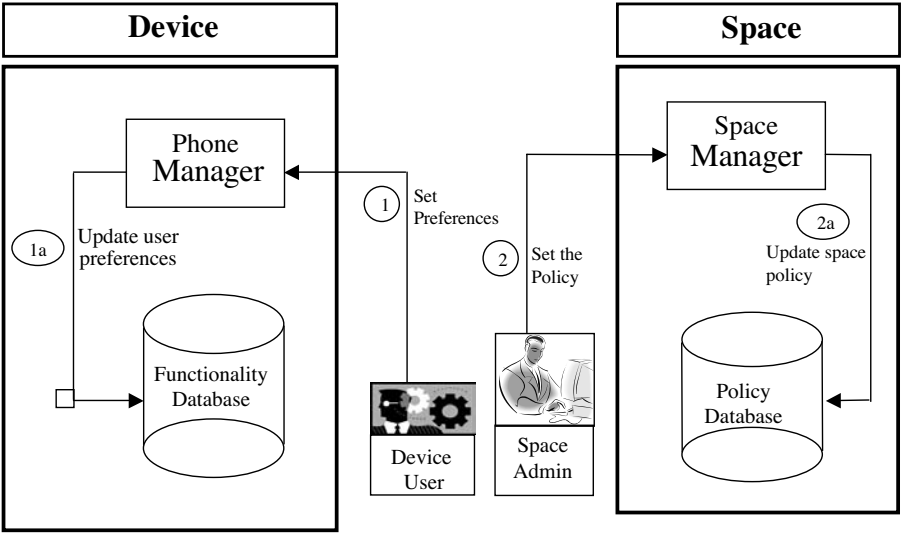 Device
Space
Phone
Manager
Space
Manager
1
Set
Preferences
1a
Update user
preferences
2
Set the
Policy
2a
Update space
policy
Functionality
Database
Policy
Database
Device
User
Space
Admin